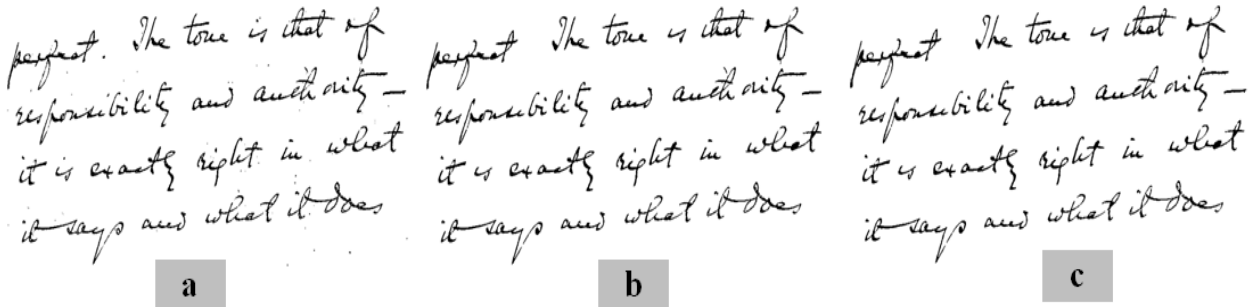 perfect. The tone is that of
responsibility and authority—
it is exactly right in what
it says and what it does
a
perfect The tone is that of
responsibility and authority—
it is exactly right in what
it says and what it does
b
perfect The tone is that of
responsibility and authority—
it is exactly right in what
it says and what it does
c